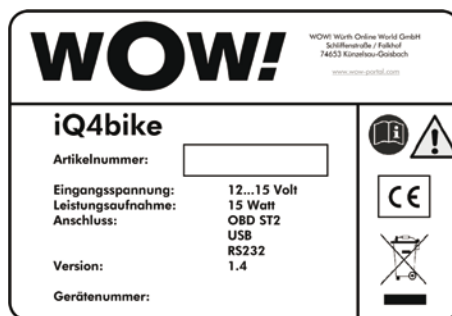 WOW!
WOW! Würth Online World GmbH
Schliffenstraße / Falkhof
74653 Künzelsau-Gaisbach
www.wow-portal.com
iQ4bike
Artikelnummer:
Eingangsspannung: 12...15 Volt
Leistungsaufnahme: 15 Watt
Anschluss: OBD ST2
USB
RS232
Version: 1.4
Gerätenummer:
i
CE